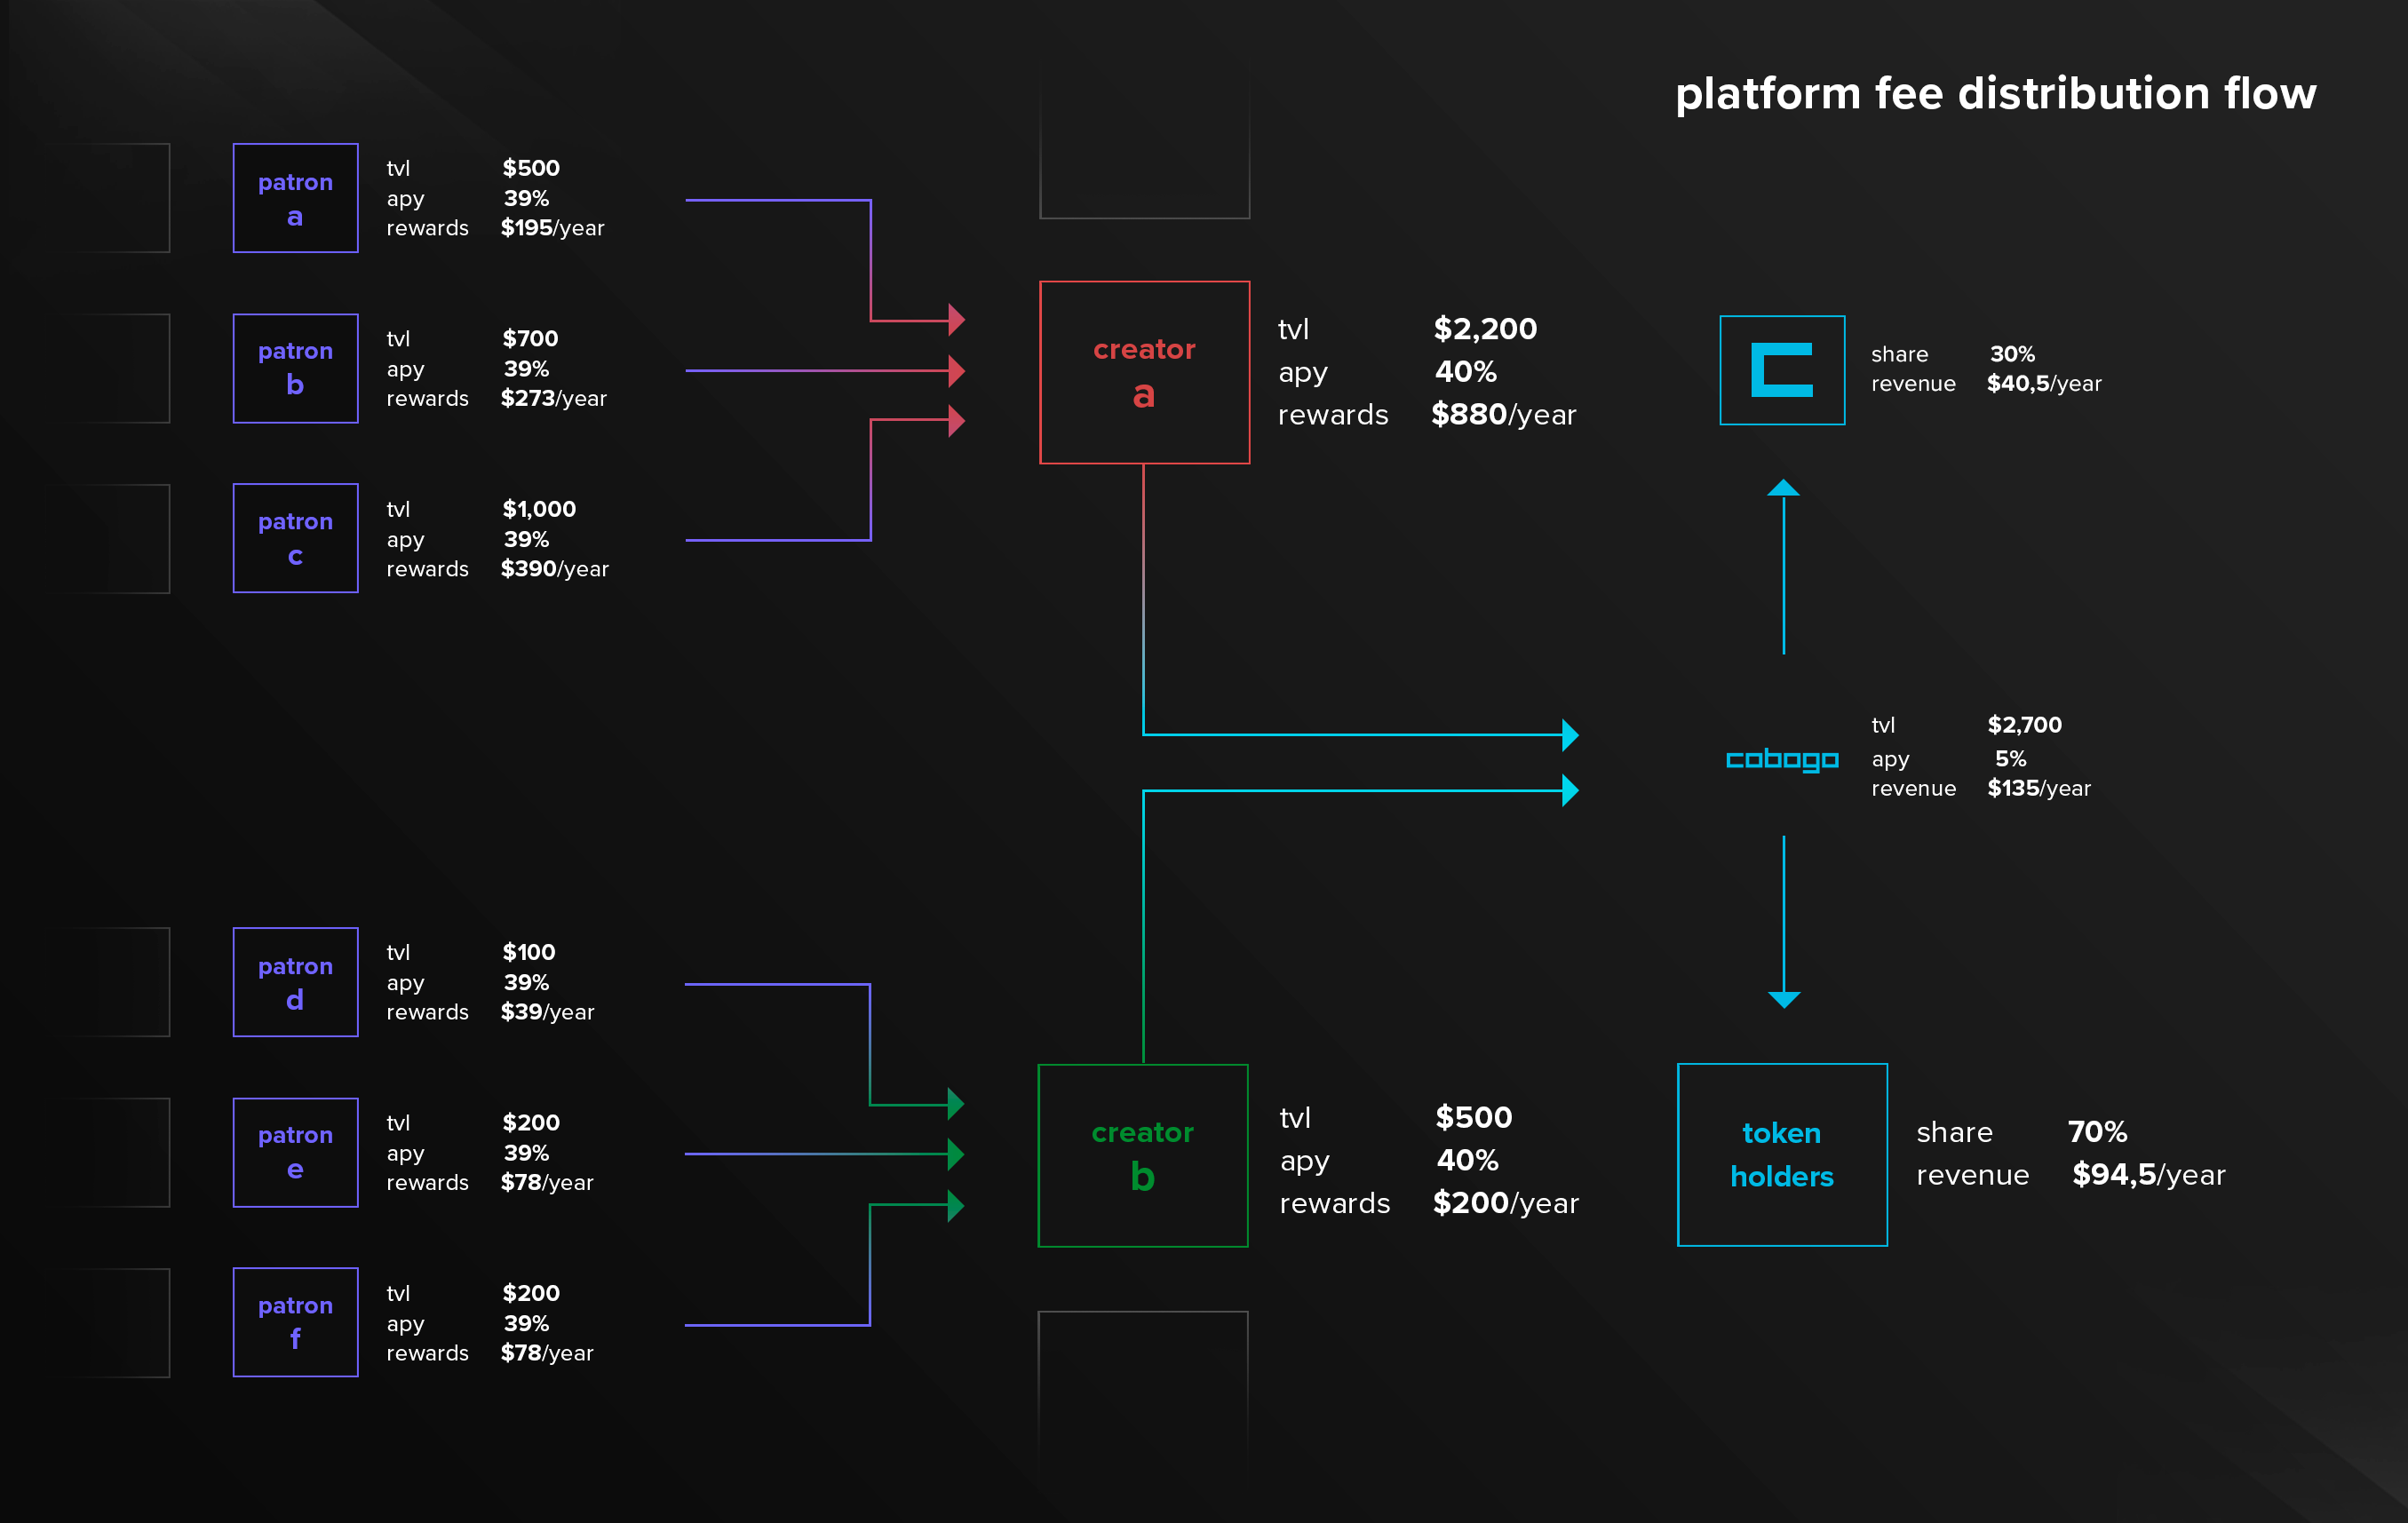 platform fee distribution flow
patron
a
tvl $500
apy 39%
rewards $195/year
patron
b
tvl $700
apy 39%
rewards $273/year
patron
c
tvl $1,000
apy 39%
rewards $390/year
creator
a
tvl $2,200
apy 40%
rewards $880/year
share 30%
revenue $40,5/year
cobogo
tvl $2,700
apy 5%
revenue $135/year
patron
d
tvl $100
apy 39%
rewards $39/year
patron
e
tvl $200
apy 39%
rewards $78/year
patron
f
tvl $200
apy 39%
rewards $78/year
creator
b
tvl $500
apy 40%
rewards $200/year
token
holders
share 70%
revenue $94,5/year